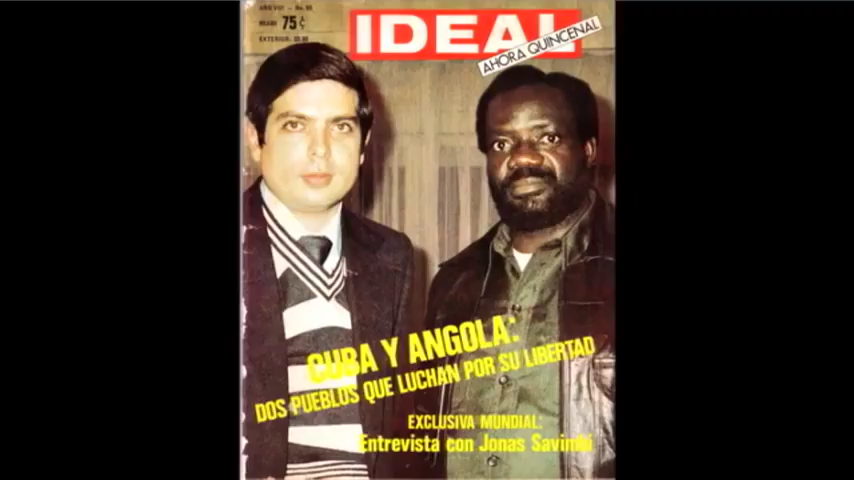 IDEAL
AHORA QUINCENAL
75¢
CUBA Y ANGOLA:
DOS PUEBLOS QUE LUCHAN POR SU LIBERTAD
EXCLUSIVA MUNDIAL:
Entrevista con Jonas Savimbi